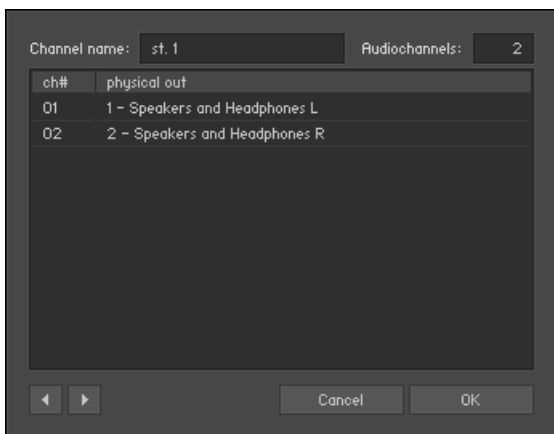 Channel name: st. 1 Audiochannels: 2
ch# physical out
01 1 - Speakers and Headphones L
02 2 - Speakers and Headphones R
Cancel OK